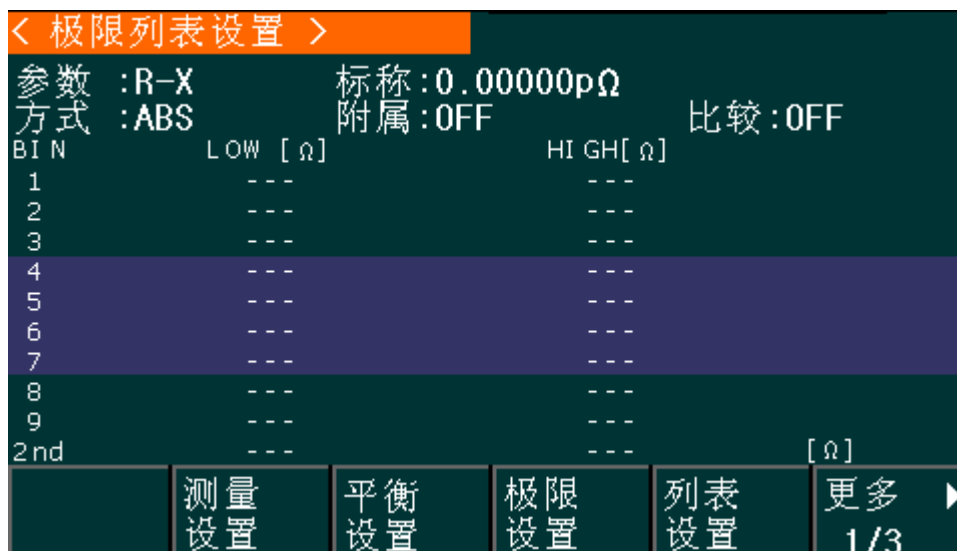 < 极限列表设置 >
参数 :R-X 标称:0.00000pΩ
方式 :ABS 附属:OFF 比较:OFF
BIN LOW [Ω] HIGH[Ω]
1 --- ---
2 --- ---
3 --- ---
4 --- ---
5 --- ---
6 --- ---
7 --- ---
8 --- ---
9 --- ---
2nd --- --- [Ω]
测量 平衡 极限 列表 更多
设置 设置 设置 设置 1/3